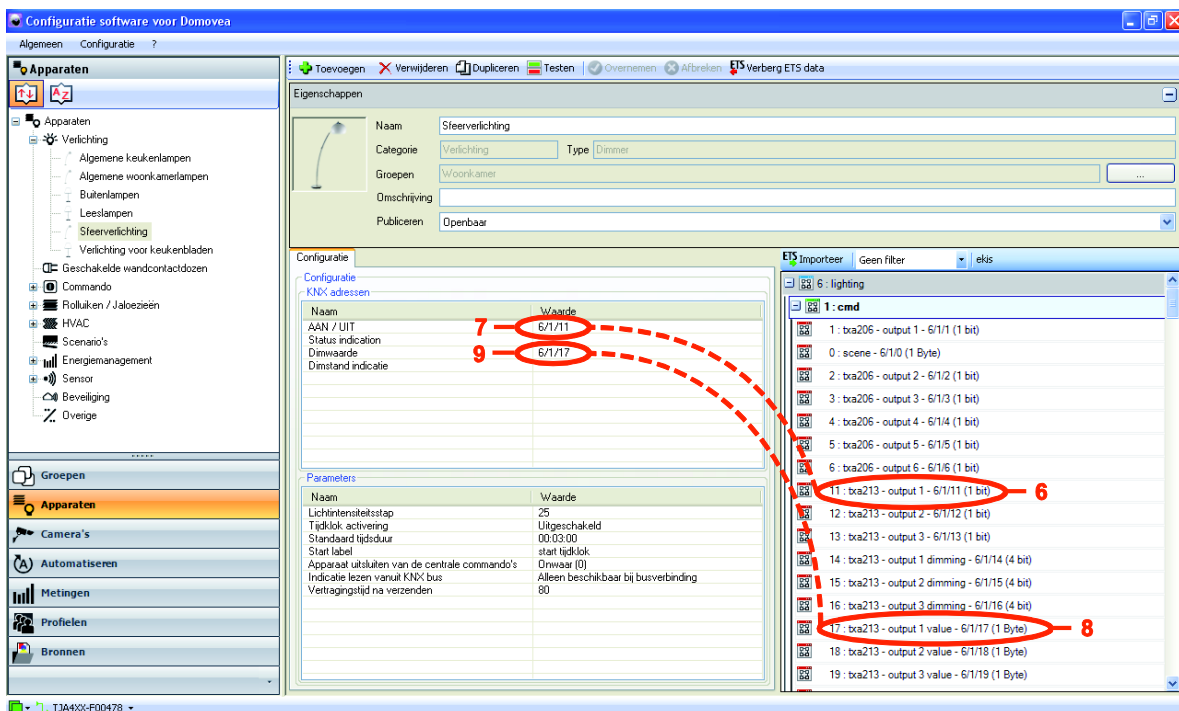 Configuratie software voor Domovea
Algemeen Configuratie ?
Apparaten
Toevoegen Verwijderen Dupliceren Testen Overnemen Afbreken ETS Verberg ETS data
A Z
Eigenschappen
Apparaten
Verlichting
Algemene keukenlampen
Algemene woonkamerlampen
Buitenlampen
Leeslampen
Sfeerverlichting
Verlichting voor keukenbladen
Geschakelde wandcontactdozen
Commando
Rolluiken / Jaloezieën
HVAC
Scenario's
Energiemanagement
Sensor
Beveiliging
Overige
Naam Sfeerverlichting
Categorie Verlichting Type Dimmer
Groepen Woonkamer ...
Omschrijving
Publiceren Openbaar
Configuratie
Configuratie
KNX adressen
Naam Waarde
AAN / UIT 6/1/11
Status indication
Dimwaarde 6/1/17
Dimstand indicatie
7
9
Parameters
Naam Waarde
Lichtintensiteitsstap 25
Tijdklok activering Uitgeschakeld
Standaard tijdsduur 00:03:00
Start label start tijdklok
Apparaat uitsluiten van de centrale commando's Onwaar (0)
Indicatie lezen vanuit KNX bus Alleen beschikbaar bij busverbinding
Vertragingstijd na verzenden 80
ETS Importeer Geen filter ekis
6 : lighting
1 : cmd
1 : txa206 - output 1 - 6/1/1 (1 bit)
0 : scene - 6/1/0 (1 Byte)
2 : txa206 - output 2 - 6/1/2 (1 bit)
3 : txa206 - output 3 - 6/1/3 (1 bit)
4 : txa206 - output 4 - 6/1/4 (1 bit)
5 : txa206 - output 5 - 6/1/5 (1 bit)
6 : txa206 - output 6 - 6/1/6 (1 bit)
11 : txa213 - output 1 - 6/1/11 (1 bit)
6
12 : txa213 - output 2 - 6/1/12 (1 bit)
13 : txa213 - output 3 - 6/1/13 (1 bit)
14 : txa213 - output 1 dimming - 6/1/14 (4 bit)
15 : txa213 - output 2 dimming - 6/1/15 (4 bit)
16 : txa213 - output 3 dimming - 6/1/16 (4 bit)
17 : txa213 - output 1 value - 6/1/17 (1 Byte)
8
18 : txa213 - output 2 value - 6/1/18 (1 Byte)
19 : txa213 - output 3 value - 6/1/19 (1 Byte)
Groepen
Apparaten
Camera's
Automatiseren
Metingen
Profielen
Bronnen
TJA4XX-F00478